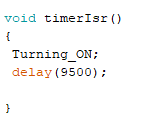 void timerIsr()
{
Turning_ON;
delay(9500);
}